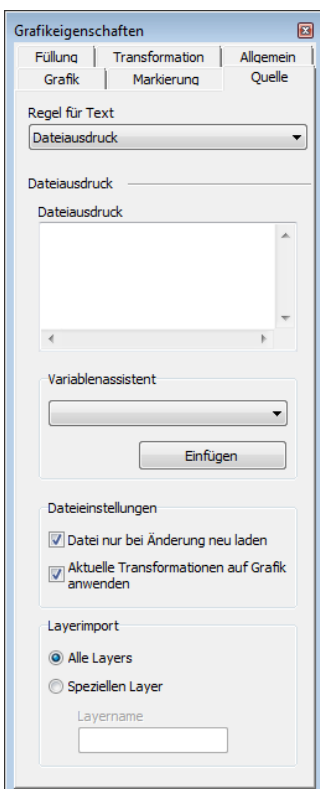 Grafikeigenschaften
Füllung Transformation Allgemein
Grafik Markierung Quelle
Regel für Text
Dateiausdruck
Dateiausdruck
Dateiausdruck
Variablenassistent
Einfügen
Dateieinstellungen
Datei nur bei Änderung neu laden
Aktuelle Transformationen auf Grafik
anwenden
Layerimport
Alle Layers
Speziellen Layer
Layername